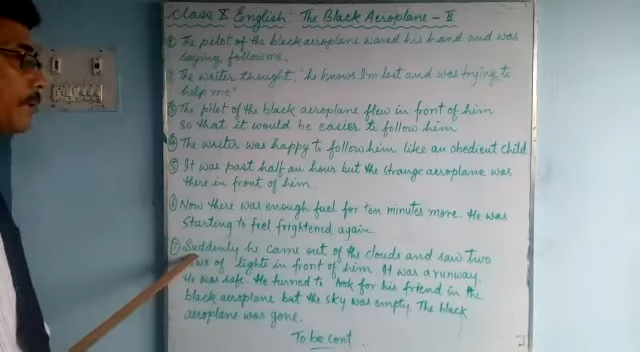 Class X English: The Black Aeroplane - II
① The pilot of the black aeroplane waved his hand and was
saying follow me.
② The writer thought, "he knows I'm lost and was trying to
help me"
③ The pilot of the black aeroplane flew in front of him
so that it would be easier to follow him
④ The writer was happy to follow him like an obedient child
⑤ It was past half an hour but the strange aeroplane was
there in front of him.
⑥ Now there was enough fuel for ten minutes more. He was
Starting to feel frightened again.
⑦ Suddenly he came out of the clouds and saw two
of lights in front of him. It was a runway.
He was safe. He turned to look for his friend in the
black aeroplane but the sky was empty. The black
aeroplane was gone.
To be cont.